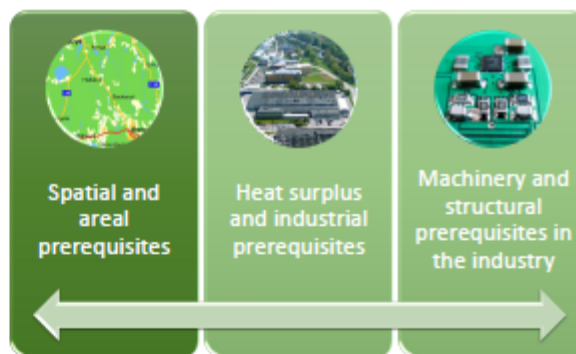 Spatial and
areal
prerequisites
Heat surplus
and industrial
prerequisites
Machinery and
structural
prerequisites in
the industry